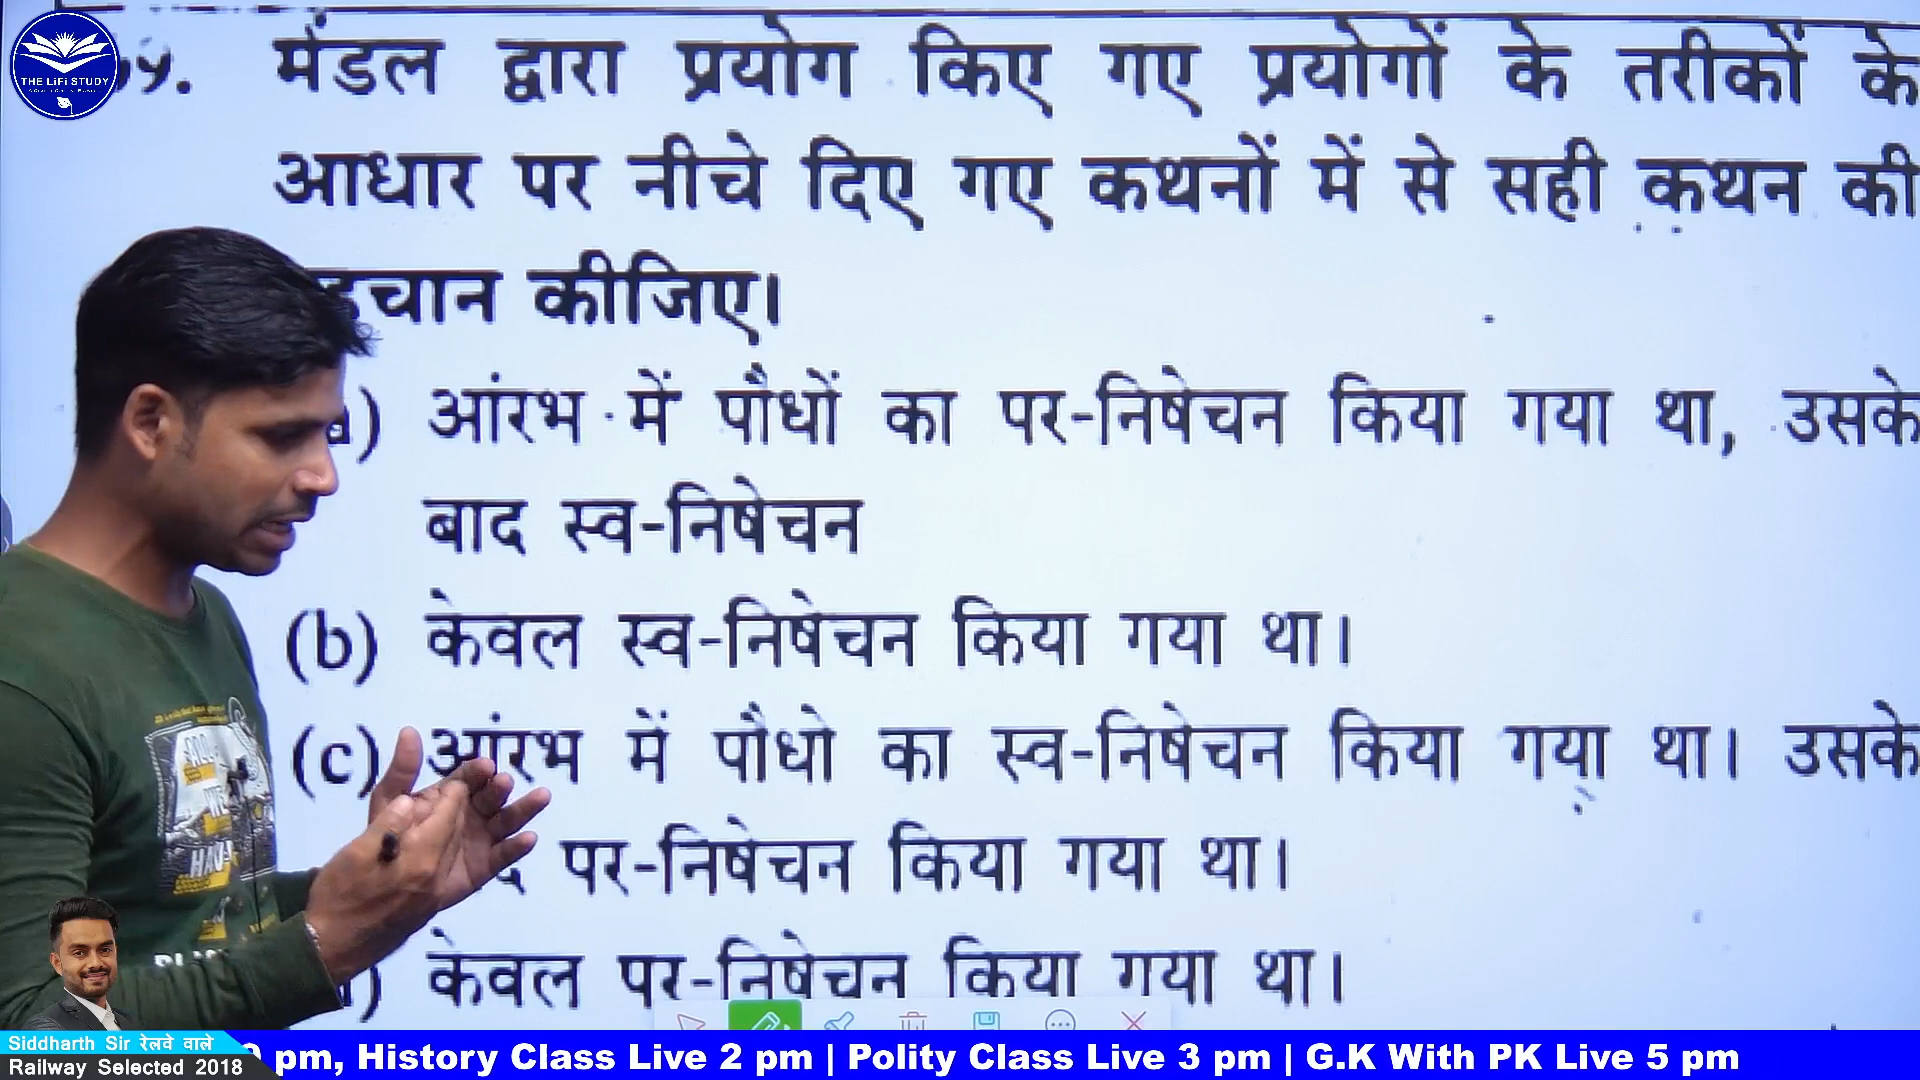 THE LiFi STUDY
5. मेंडल द्वारा प्रयोग किए गए प्रयोगों के तरीकों के
आधार पर नीचे दिए गए कथनों में से सही कथन की
पहचान कीजिए।
a) आंरभ में पौधों का पर-निषेचन किया गया था, उसके
बाद स्व-निषेचन
(b) केवल स्व-निषेचन किया गया था।
(c) आंरभ में पौधो का स्व-निषेचन किया गया था। उसके
बाद पर-निषेचन किया गया था।
केवल पर-निषेचन किया गया था।
Siddharth Sir रेलवे वाले
Railway Selected 2018
pm, History Class Live 2 pm | Polity Class Live 3 pm | G.K With PK Live 5 pm